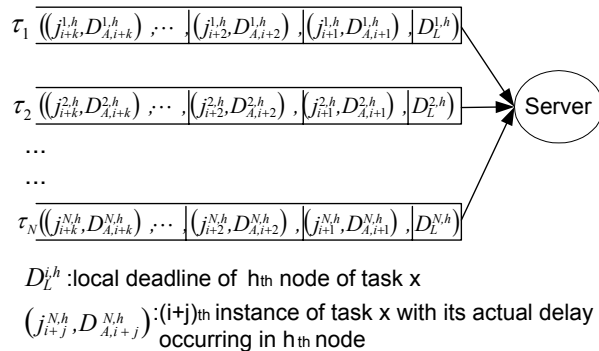 τ₁ ((j^{1,h}_{i+k}, D^{1,h}_{A,i+k}) , ⋯ , (j^{1,h}_{i+2}, D^{1,h}_{A,i+2}) , (j^{1,h}_{i+1}, D^{1,h}_{A,i+1}) , D^{1,h}_L)
τ₂ ((j^{2,h}_{i+k}, D^{2,h}_{A,i+k}) , ⋯ , (j^{2,h}_{i+2}, D^{2,h}_{A,i+2}) , (j^{2,h}_{i+1}, D^{2,h}_{A,i+1}) , D^{2,h}_L)
Server
...
...
τ_N ((j^{N,h}_{i+k}, D^{N,h}_{A,i+k}) , ⋯ , (j^{N,h}_{i+2}, D^{N,h}_{A,i+2}) , (j^{N,h}_{i+1}, D^{N,h}_{A,i+1}) , D^{N,h}_L)
D^{i,h}_L :local deadline of hth node of task x
(j^{N,h}_{i+j}, D^{N,h}_{A,i+j}) :(i+j)th instance of task x with its actual delay
occurring in hth node